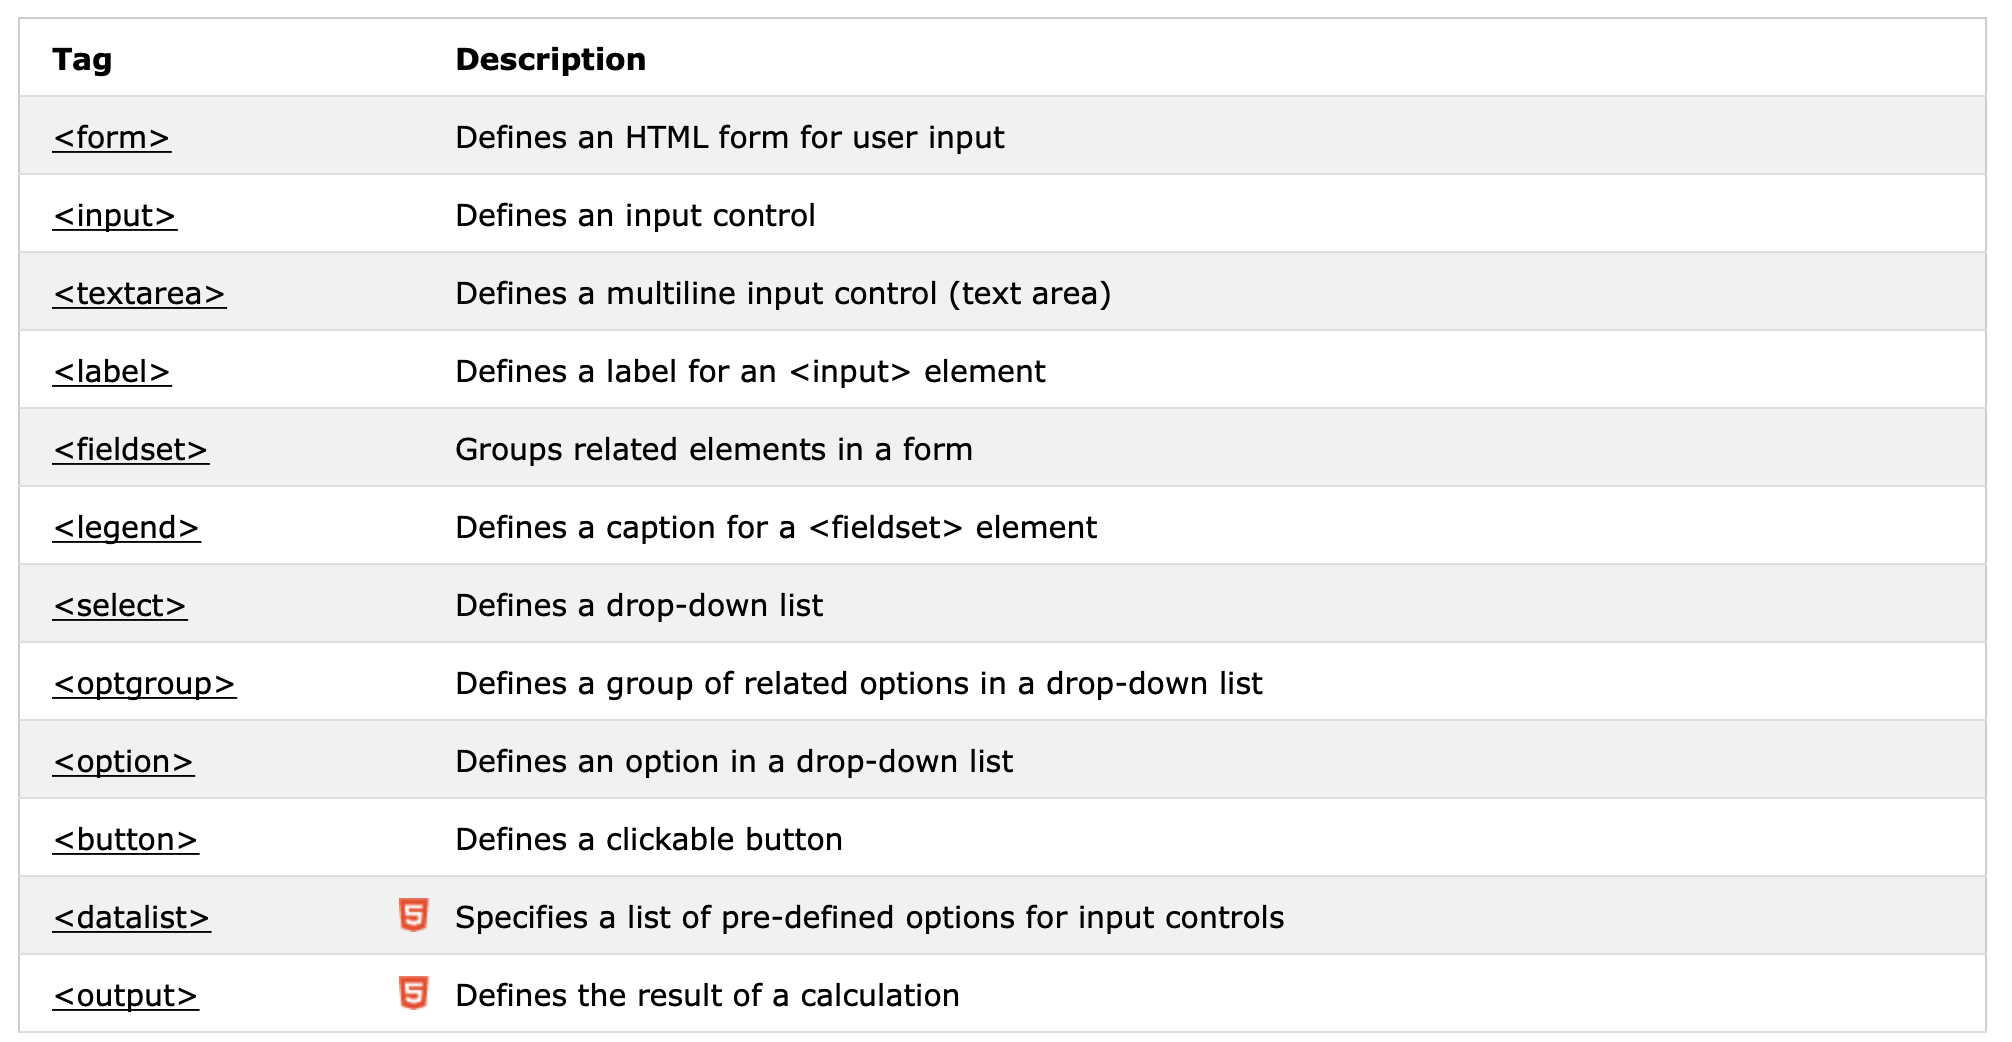 Tag Description
<form> Defines an HTML form for user input
<input> Defines an input control
<textarea> Defines a multiline input control (text area)
<label> Defines a label for an <input> element
<fieldset> Groups related elements in a form
<legend> Defines a caption for a <fieldset> element
<select> Defines a drop-down list
<optgroup> Defines a group of related options in a drop-down list
<option> Defines an option in a drop-down list
<button> Defines a clickable button
<datalist> 5 Specifies a list of pre-defined options for input controls
<output> 5 Defines the result of a calculation